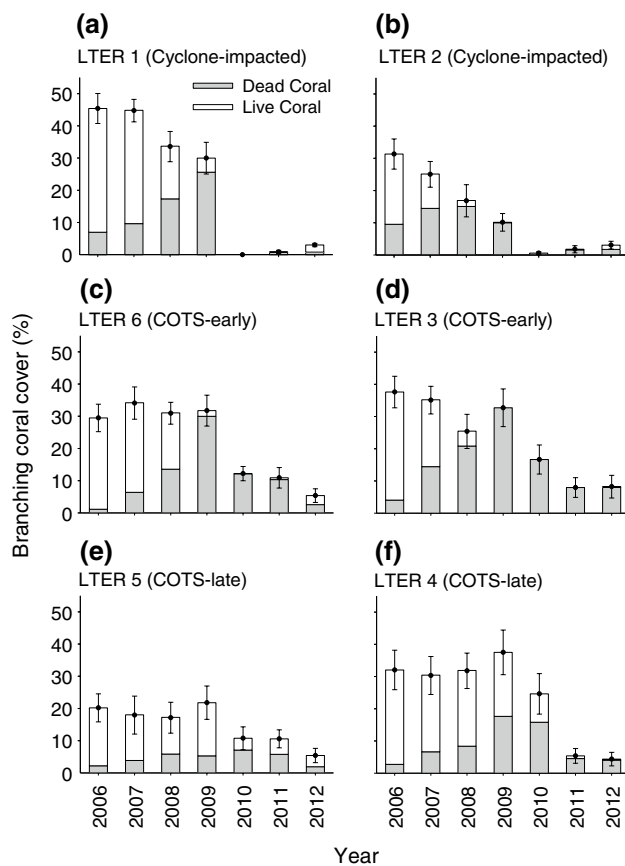 (a)
LTER 1 (Cyclone-impacted)
50
40
30
20
10
0
Dead Coral
Live Coral
(b)
LTER 2 (Cyclone-impacted)
(c)
LTER 6 (COTS-early)
50
40
30
20
10
0
(d)
LTER 3 (COTS-early)
Branching coral cover (%)
(e)
LTER 5 (COTS-late)
50
40
30
20
10
0
2006
2007
2008
2009
2010
2011
2012
(f)
LTER 4 (COTS-late)
2006
2007
2008
2009
2010
2011
2012
Year